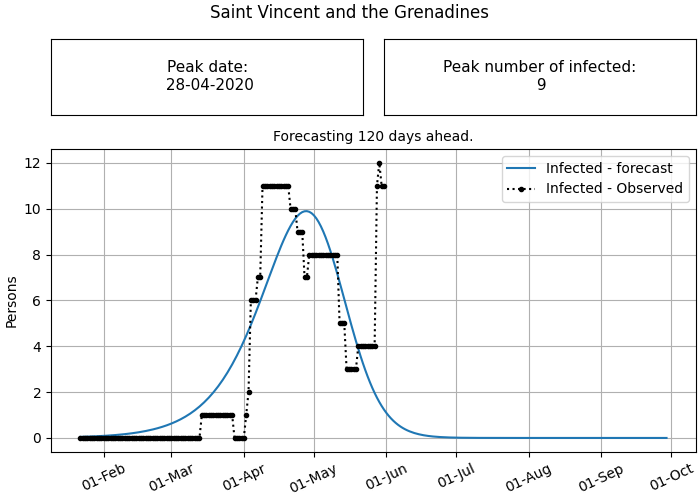 Saint Vincent and the Grenadines
Peak date:
28-04-2020
Peak number of infected:
9
Forecasting 120 days ahead.
Infected - forecast
Infected - Observed
Persons
12
10
8
6
4
2
0
01-Feb
01-Mar
01-Apr
01-May
01-Jun
01-Jul
01-Aug
01-Sep
01-Oct